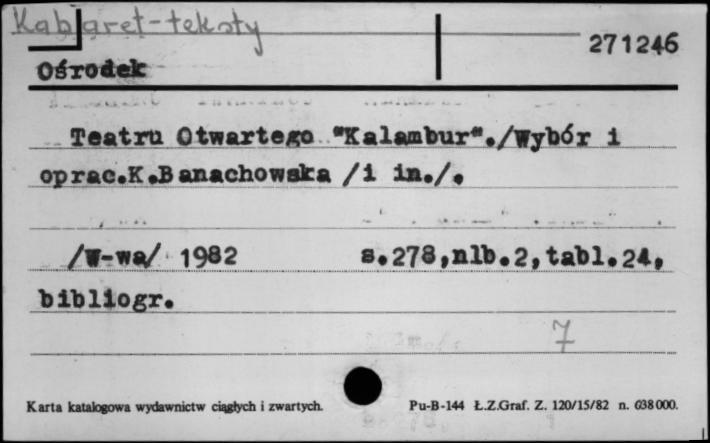 Kabaret-teksty
271246
Ośrodek
Teatru Otwartego "Kalambur"./Wybór i
oprac.K.Banachowska /i in./.
/W-wa/ 1982 s.278,nlb.2,tabl.24,
bibliogr.
7
Karta katalogowa wydawnictw ciągłych i zwartych. Pu-B-144 Ł.Z.Graf. Z. 120/15/82 n. 638000.